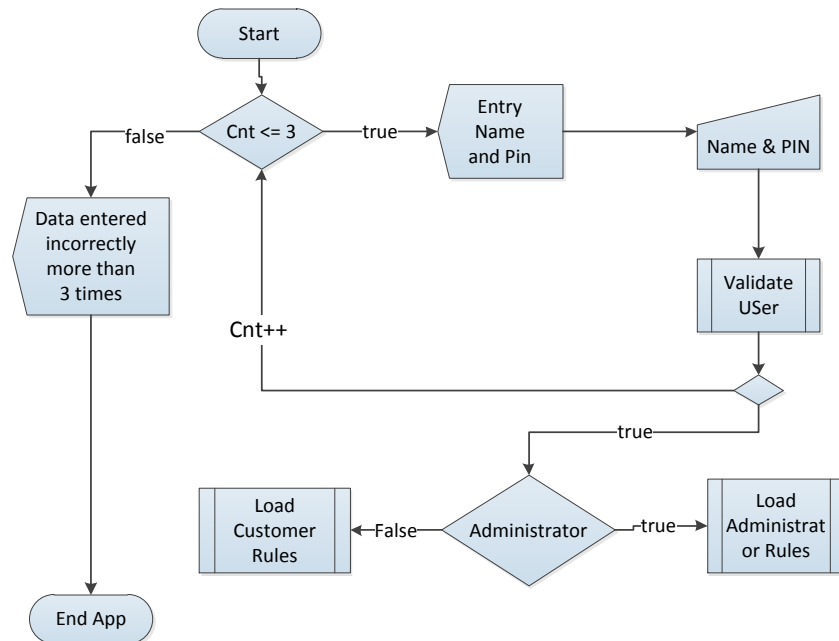 Start
Cnt <= 3
false
true
Entry
Name
and Pin
Name & PIN
Data entered
incorrectly
more than
3 times
Validate
USer
Cnt++
true
Load
Customer
Rules
False
Administrator
true
Load
Administrat
or Rules
End App